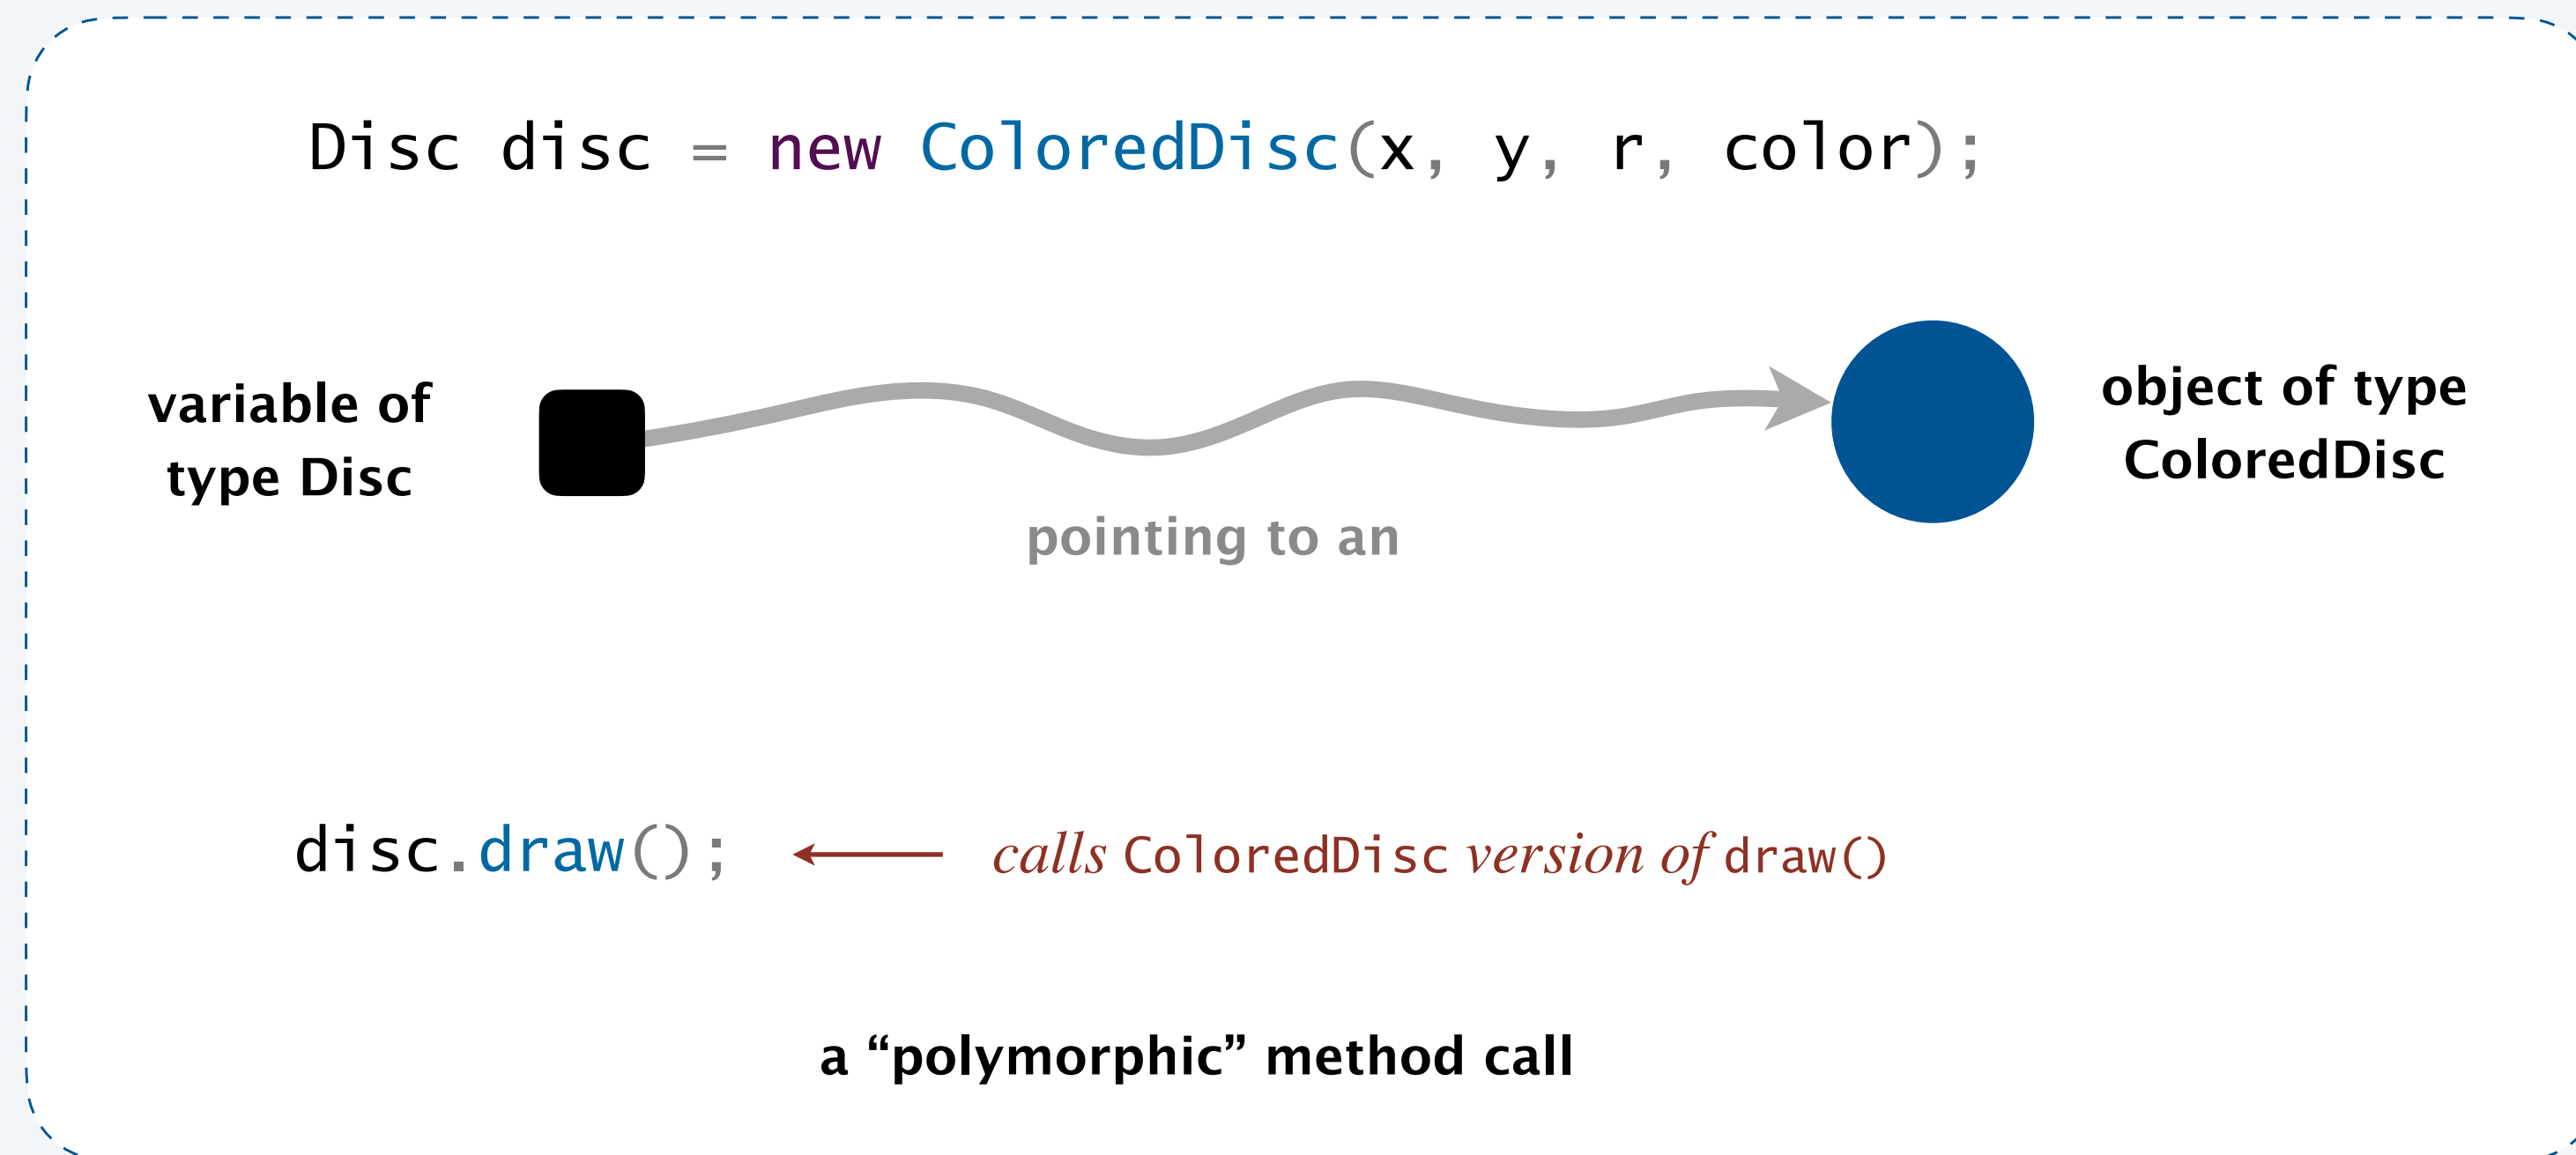 Disc disc = new ColoredDisc(x, y, r, color);
variable of
type Disc
pointing to an
object of type
ColoredDisc
disc.draw();
calls ColoredDisc version of draw()
a “polymorphic” method call